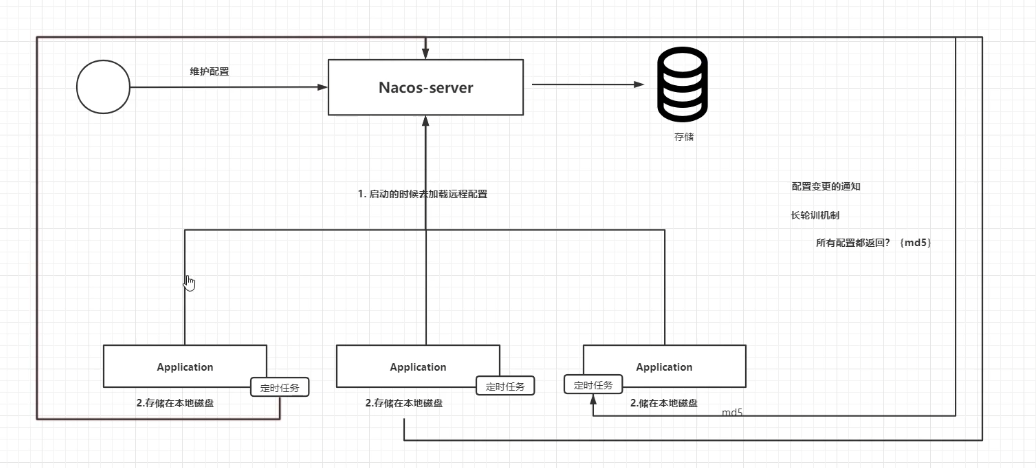 维护配置
Nacos-server
存储
1. 启动的时候去加载远程配置
配置变更的通知
长轮训机制
所有配置都返回? (md5)
Application
定时任务
2.存储在本地磁盘
Application
定时任务
2.存储在本地磁盘
Application
定时任务
2.储在本地磁盘
md5